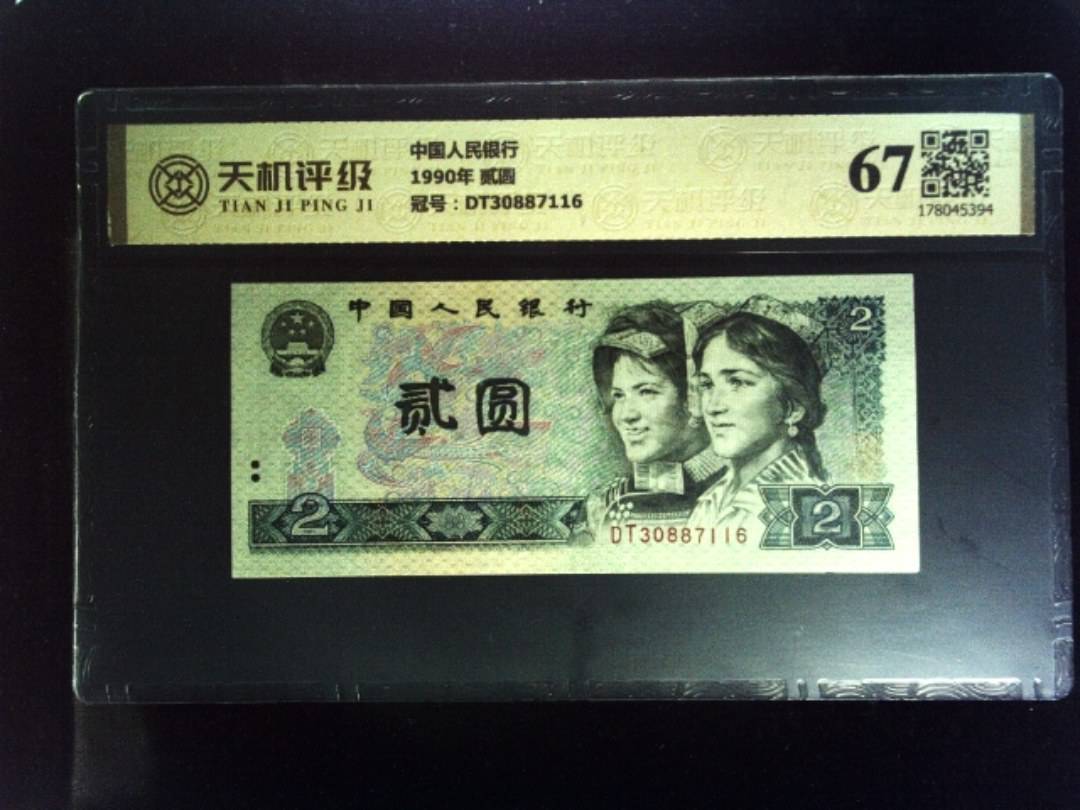 天机评级
TIAN JI PING JI
中国人民银行
1990年 贰圆
冠号：DT30887116
67
178045394
中国人民银行
2
贰圆
2
DT30887116
2